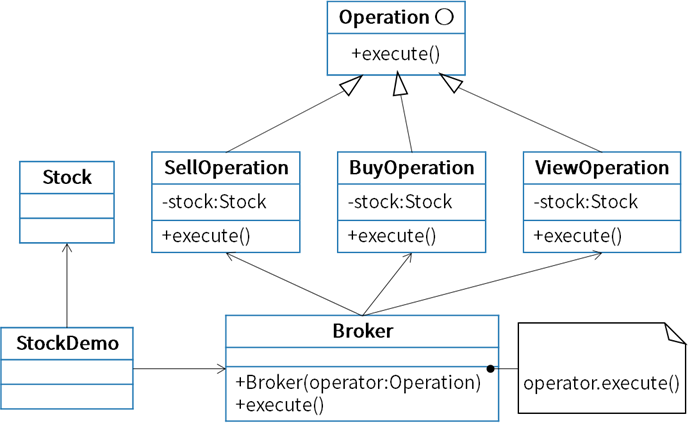 Operation
+execute()
Stock
SellOperation
-stock:Stock
+execute()
BuyOperation
-stock:Stock
+execute()
ViewOperation
-stock:Stock
+execute()
StockDemo
Broker
+Broker(operator:Operation)
+execute()
operator.execute()